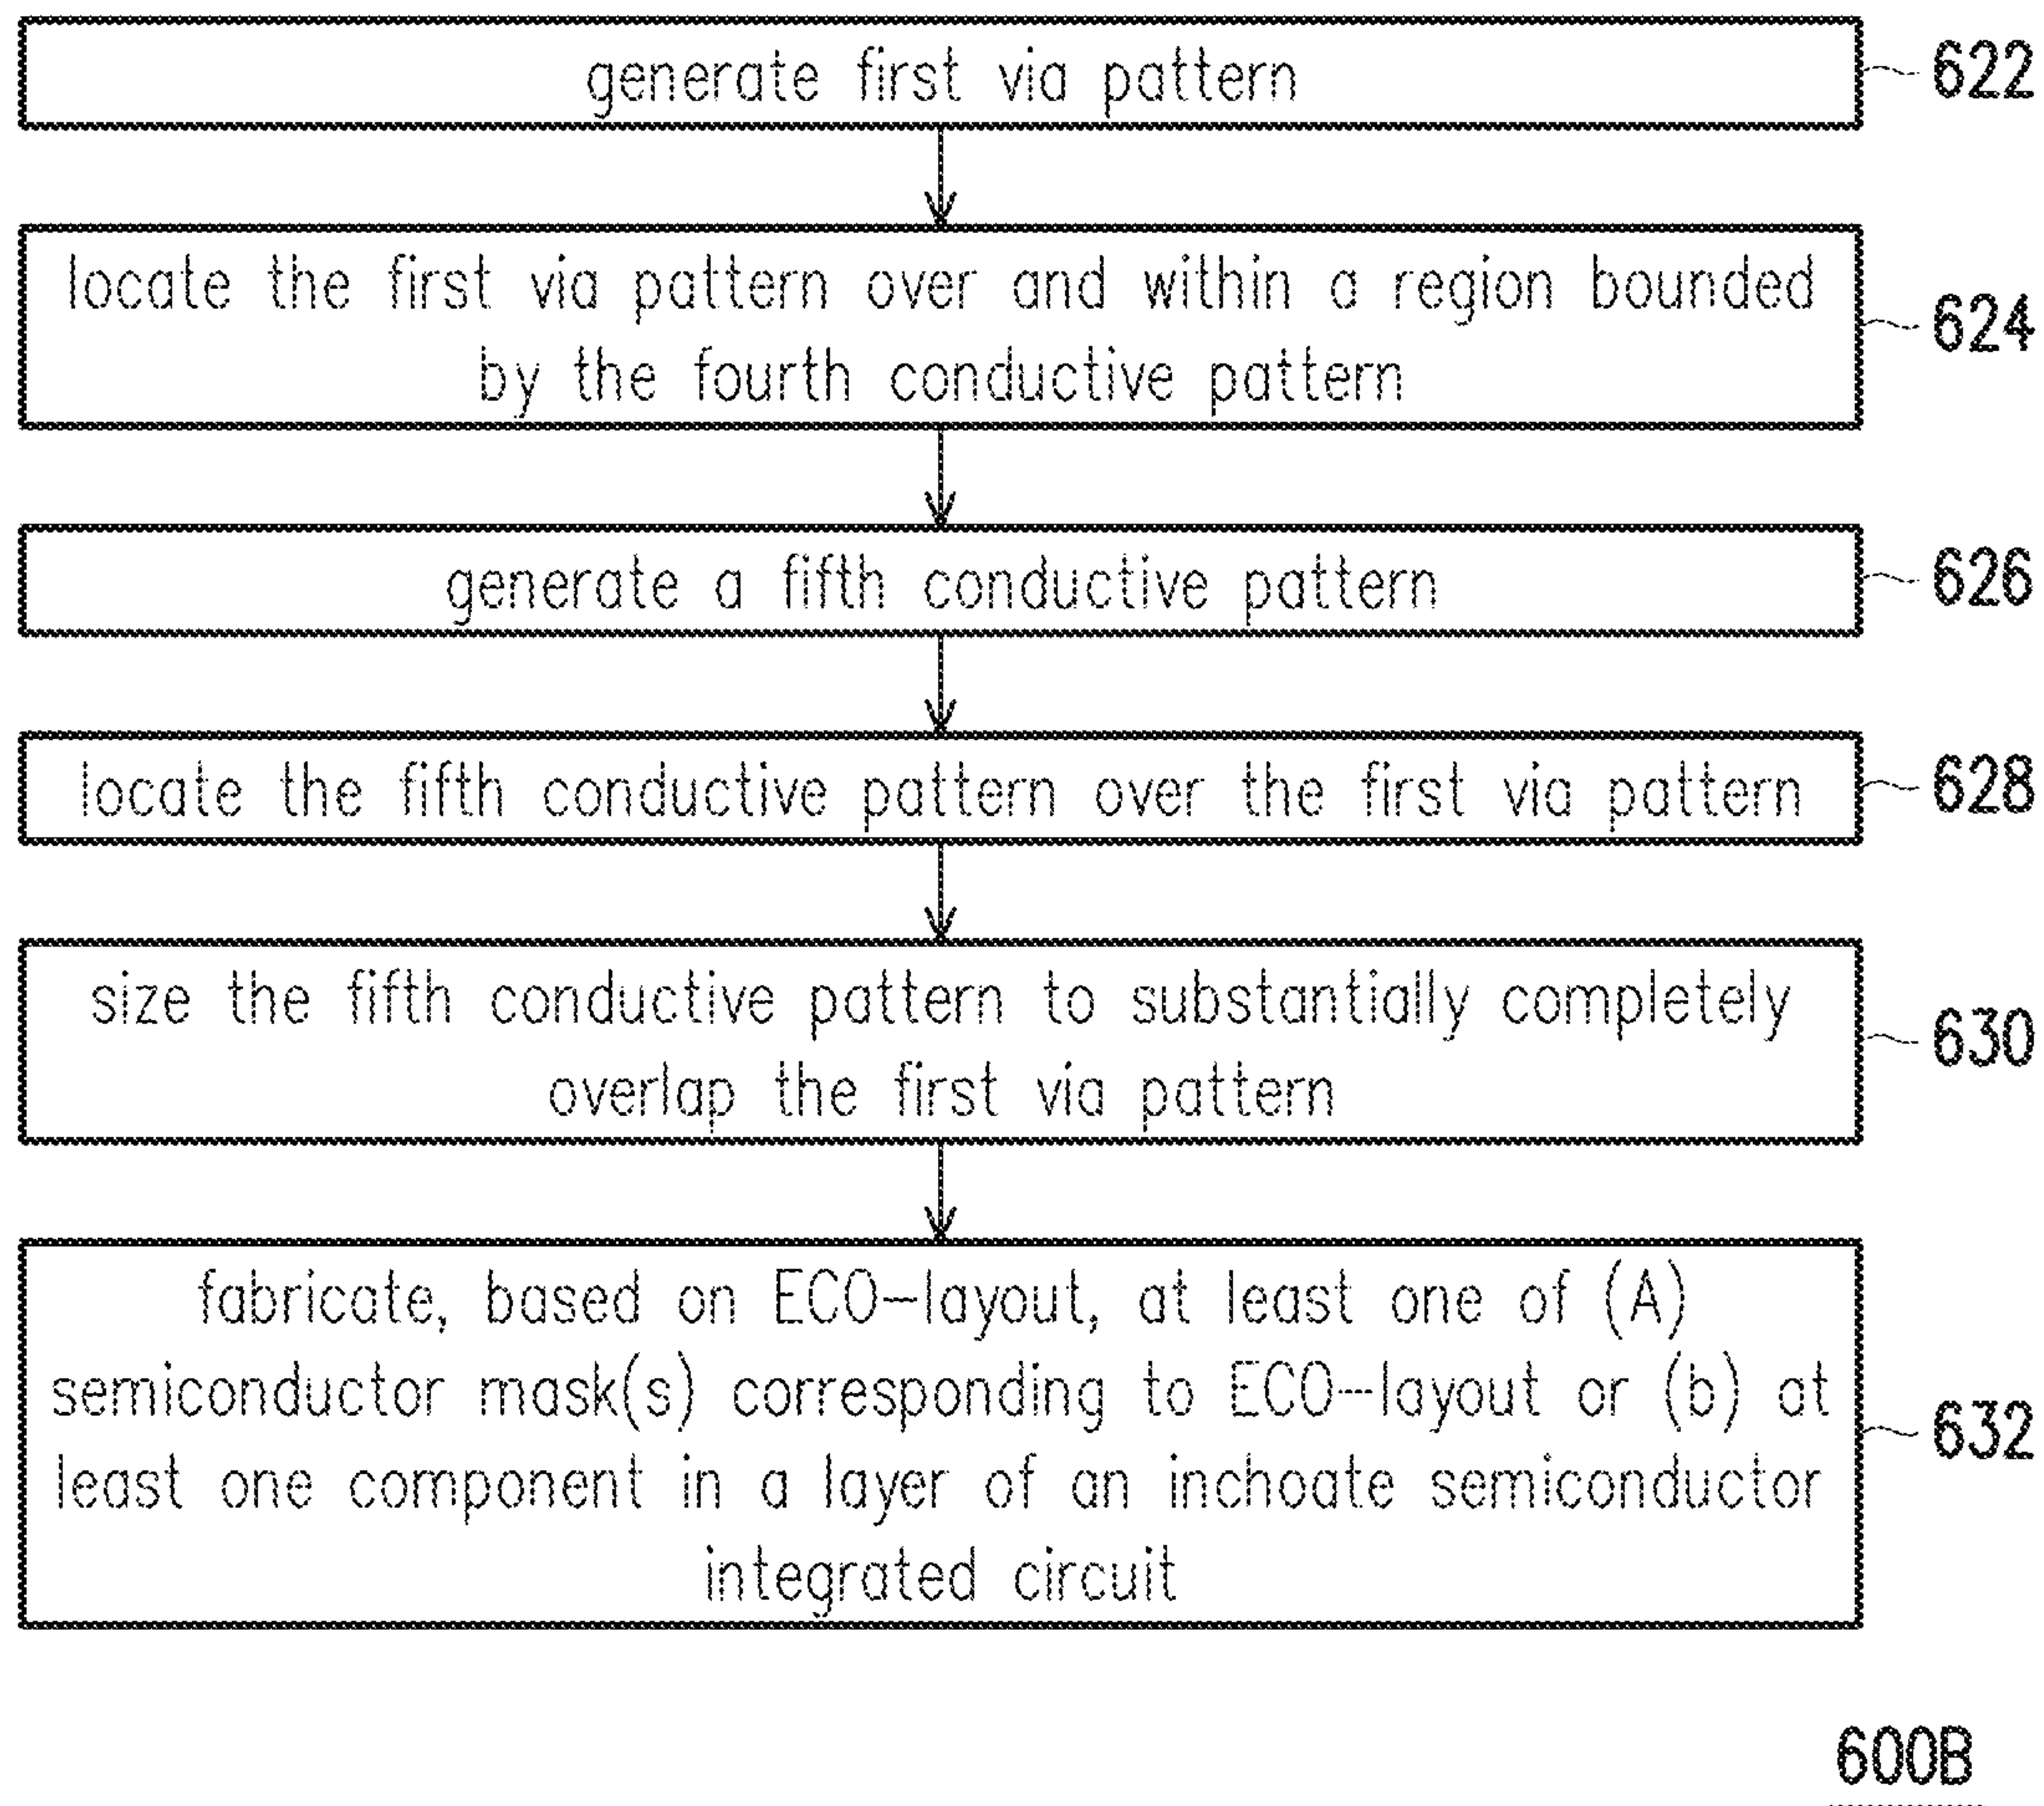 generate first via pattern
622
locate the first via pattern over and within a region bounded
by the fourth conductive pattern
624
generate a fifth conductive pattern
626
locate the fifth conductive pattern over the first via pattern
628
size the fifth conductive pattern to substantially completely
overlap the first via pattern
630
fabricate, based on ECO-layout, at least one of (A)
semiconductor mask(s) corresponding to ECO-layout or (b) at
least one component in a layer of an inchoate semiconductor
integrated circuit
632
600B